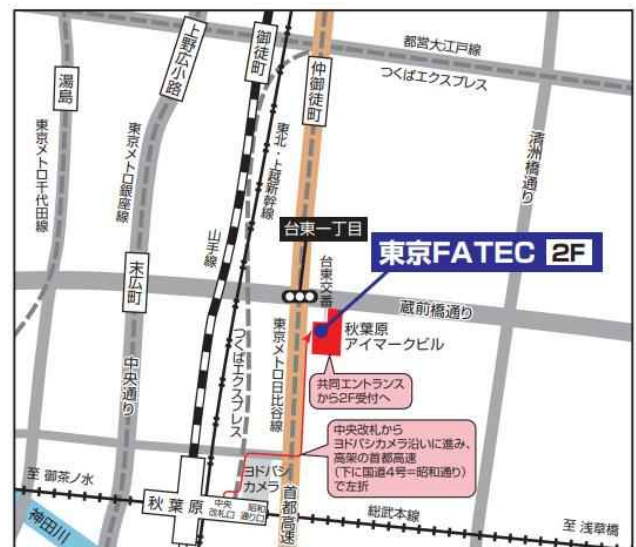 都営大江戸線
つくばエクスプレス
上野広小路
御徒町
仲御徒町
湯島
清洲橋通り
東京メトロ千代田線
東京メトロ銀座線
東北・上越新幹線
山手線
台東一丁目
東京FATEC 2F
台東交番
末広町
蔵前橋通り
秋葉原
アイマークビル
つくばエクスプレス
東京メトロ日比谷線
共同エントランス
から2F受付へ
中央通り
中央改札から
ヨドバシカメラ沿いに進み、
高架の首都高速
(下に国道4号=昭和通り)
で左折
ヨドバシ
カメラ
首都高速
至 御茶ノ水
秋葉原
中央
改札口
昭和
通り口
総武本線
至 浅草橋
神田川